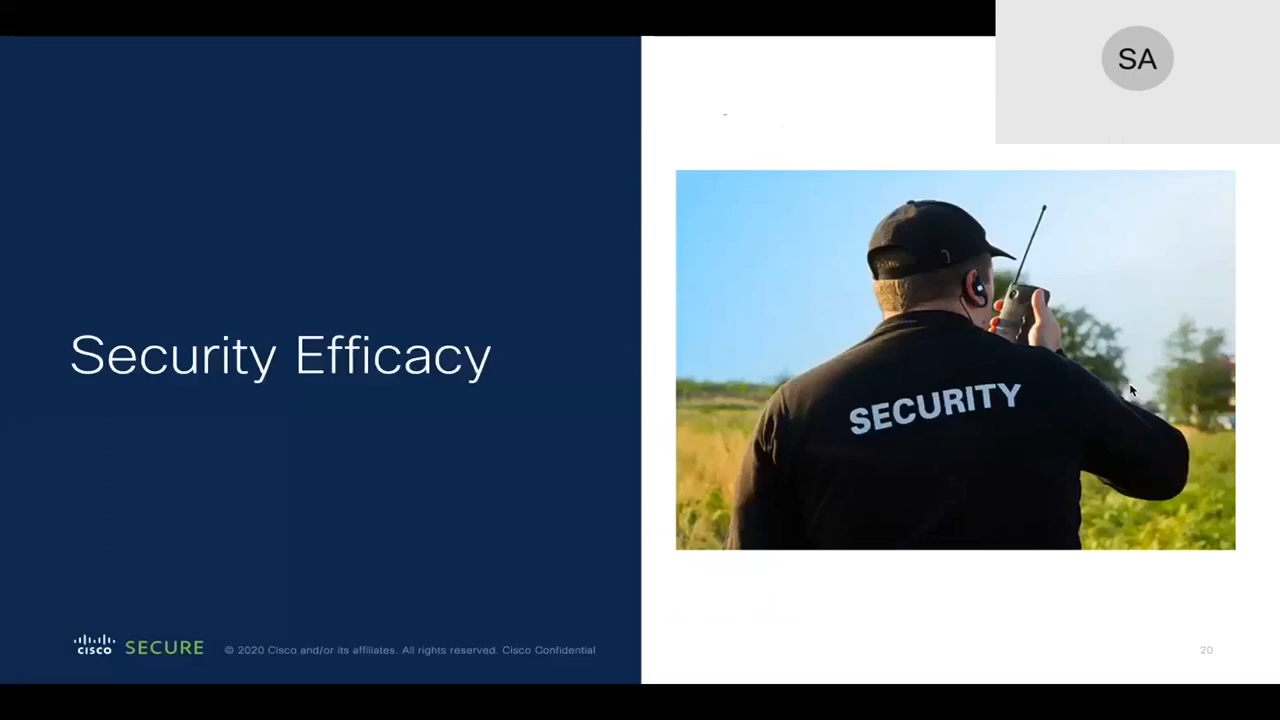 SA
Security Efficacy
SECURITY
cisco SECURE © 2020 Cisco and/or its affiliates. All rights reserved. Cisco Confidential
20